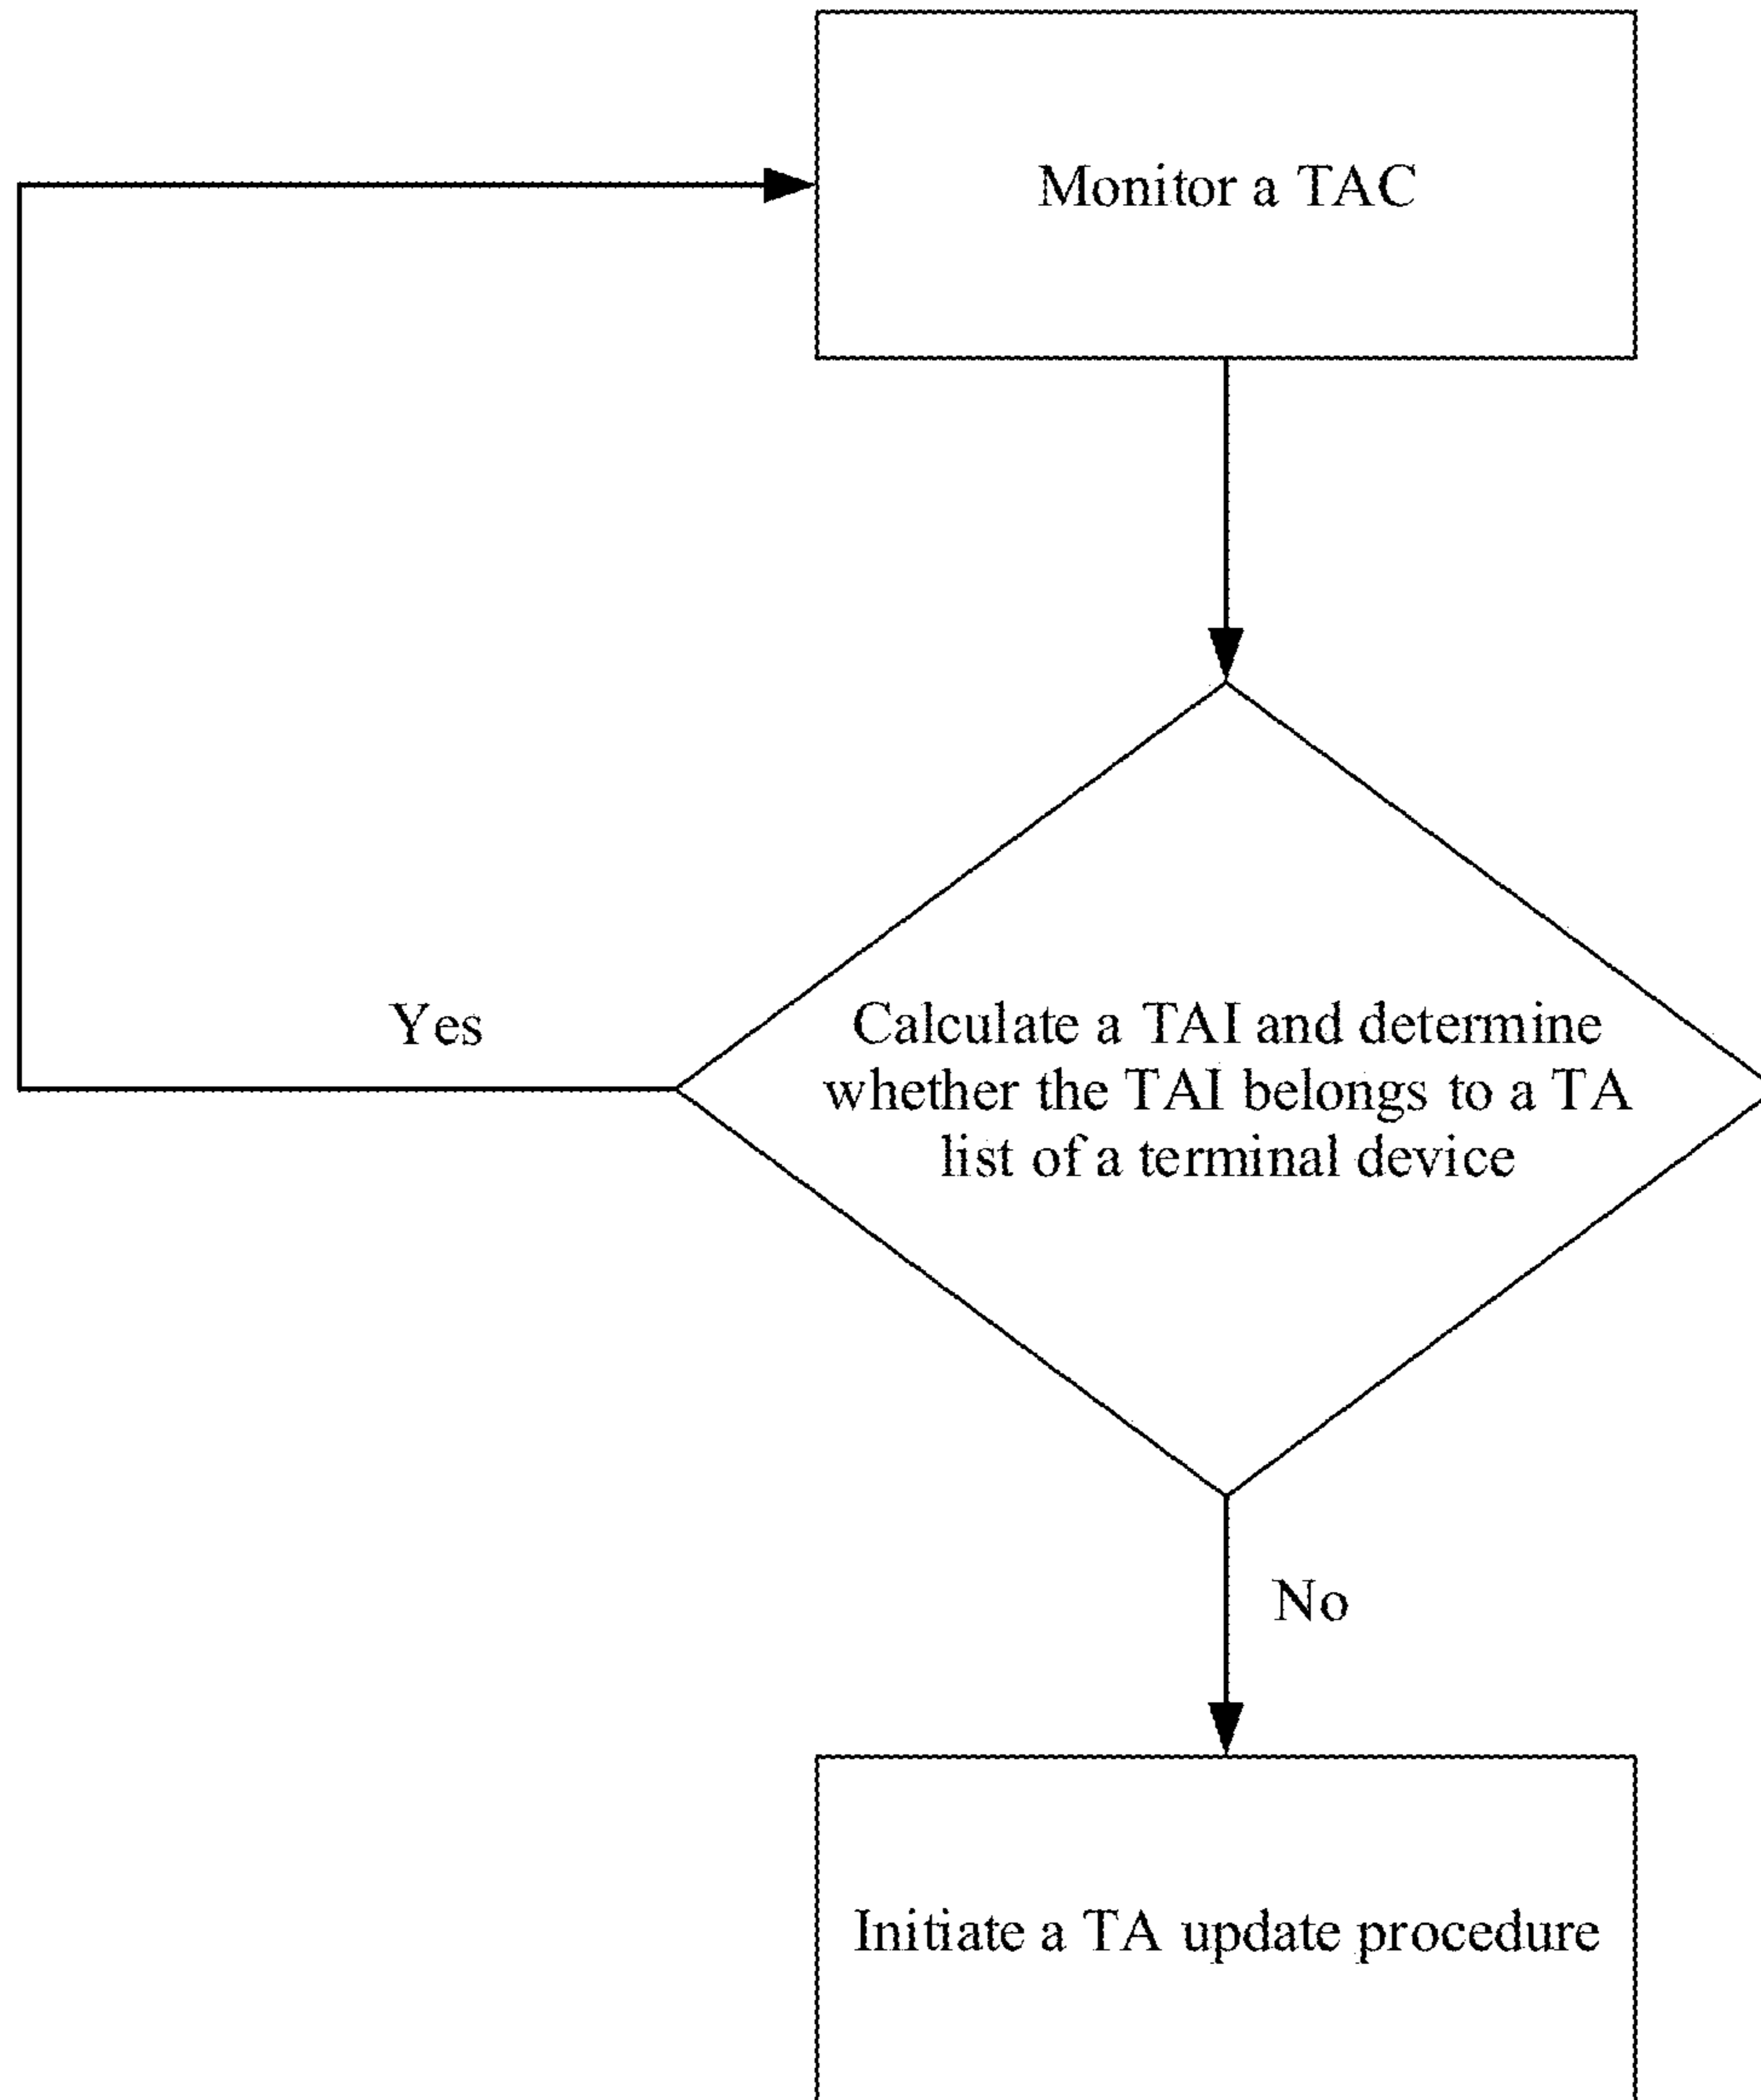 Monitor a TAC
Yes
Calculate a TAI and determine
whether the TAI belongs to a TA
list of a terminal device
No
Initiate a TA update procedure